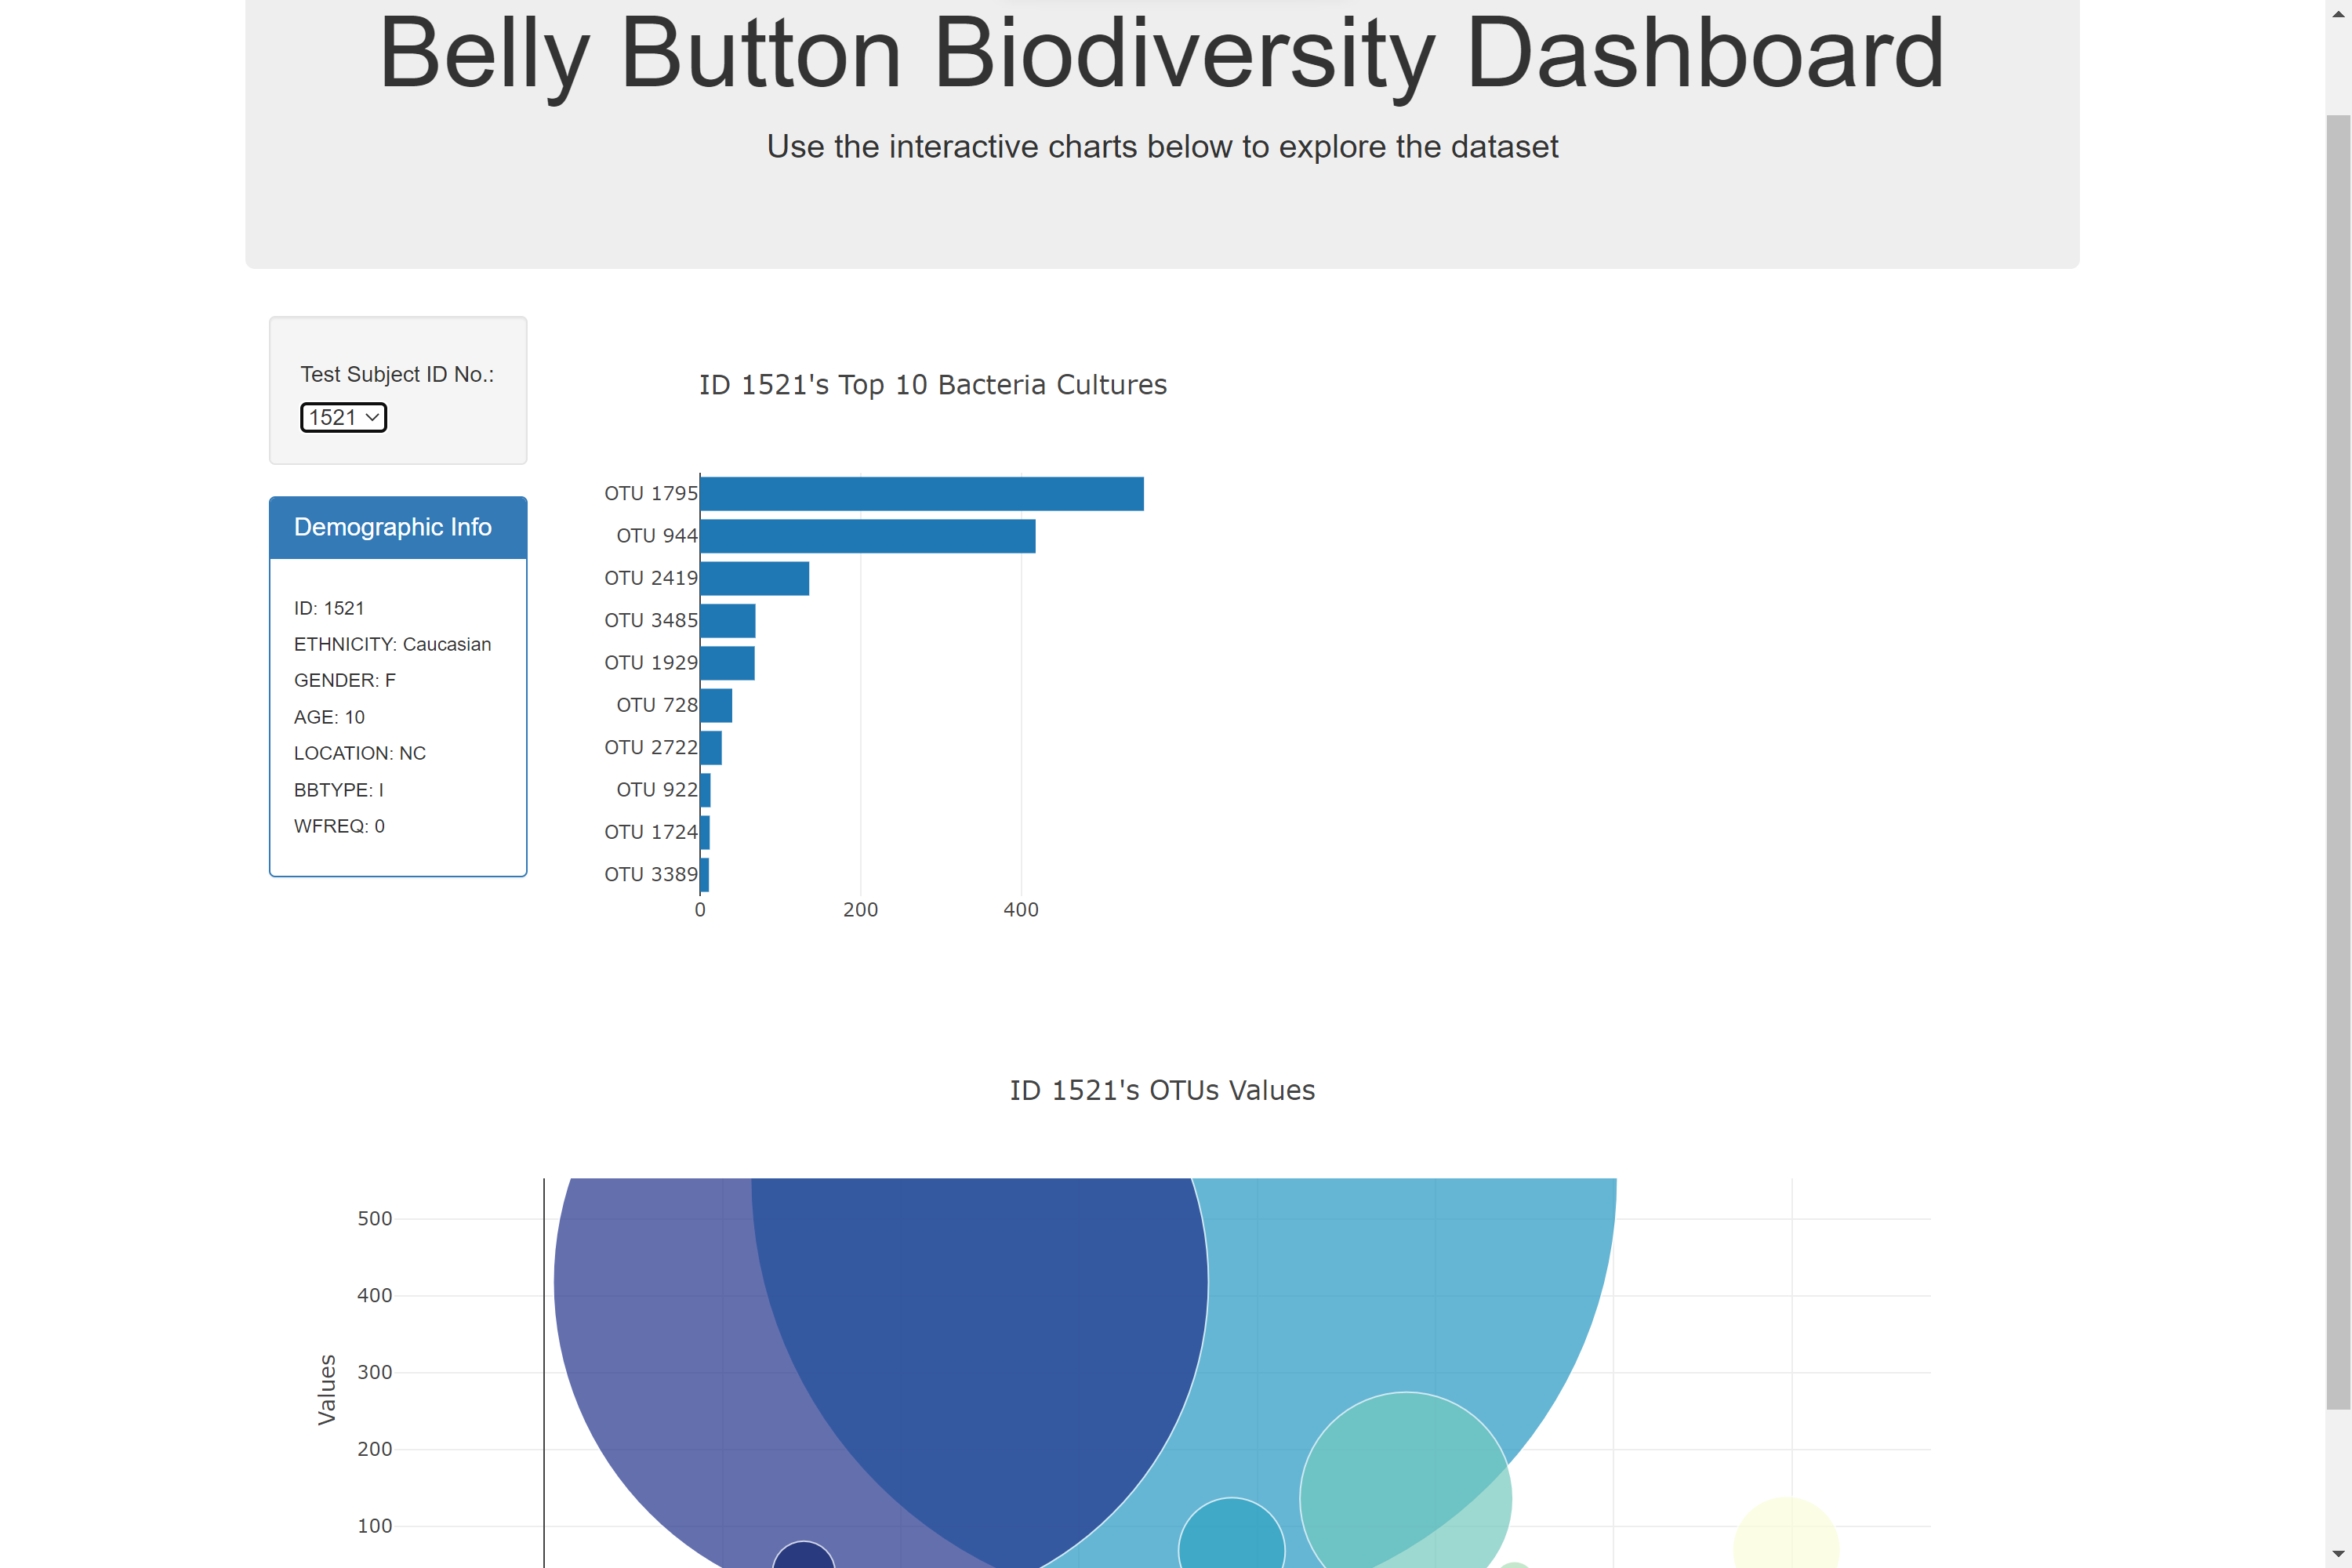 Belly Button Biodiversity Dashboard
Use the interactive charts below to explore the dataset
Test Subject ID No.:
1521
Demographic Info
ID: 1521
ETHNICITY: Caucasian
GENDER: F
AGE: 10
LOCATION: NC
BBTYPE: I
WFREQ: 0
ID 1521's Top 10 Bacteria Cultures
OTU 1795
OTU 944
OTU 2419
OTU 3485
OTU 1929
OTU 728
OTU 2722
OTU 922
OTU 1724
OTU 3389
0 200 400
ID 1521's OTUs Values
Values
500
400
300
200
100